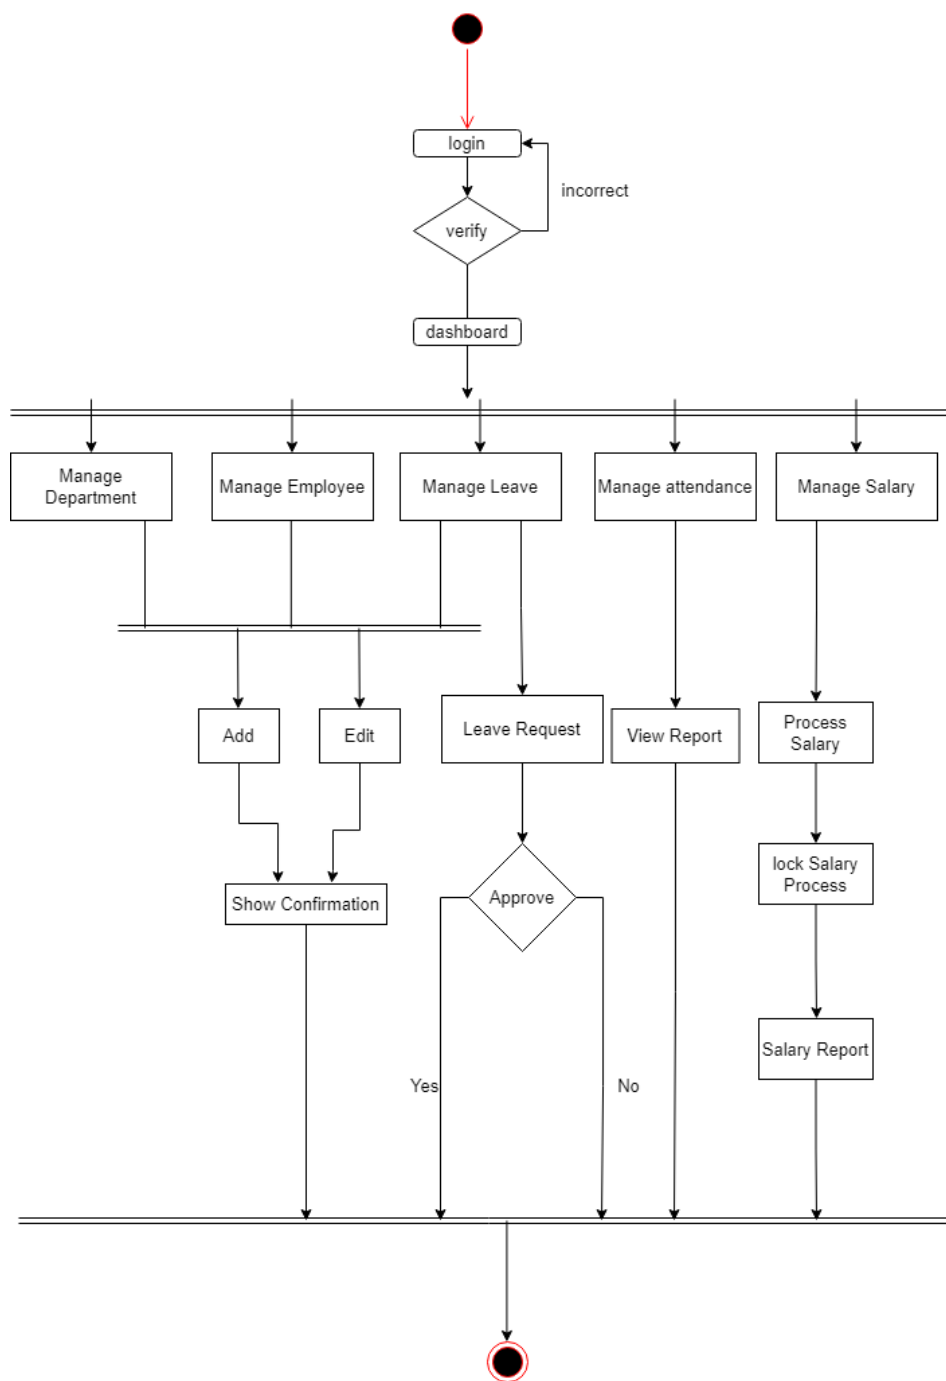 login
incorrect
verify
dashboard
Manage
Department
Manage Employee
Manage Leave
Manage attendance
Manage Salary
Add
Edit
Leave Request
View Report
Process
Salary
Show Confirmation
Approve
lock Salary
Process
Salary Report
Yes
No